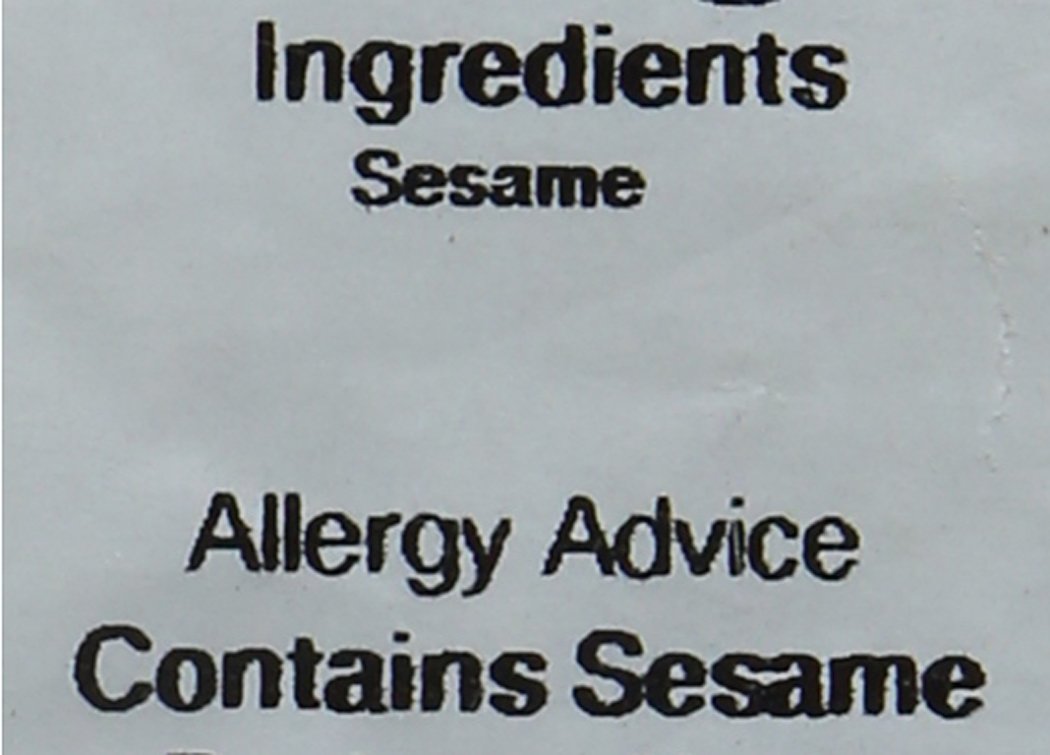 Ingredients
Sesame
Allergy Advice
Contains Sesame